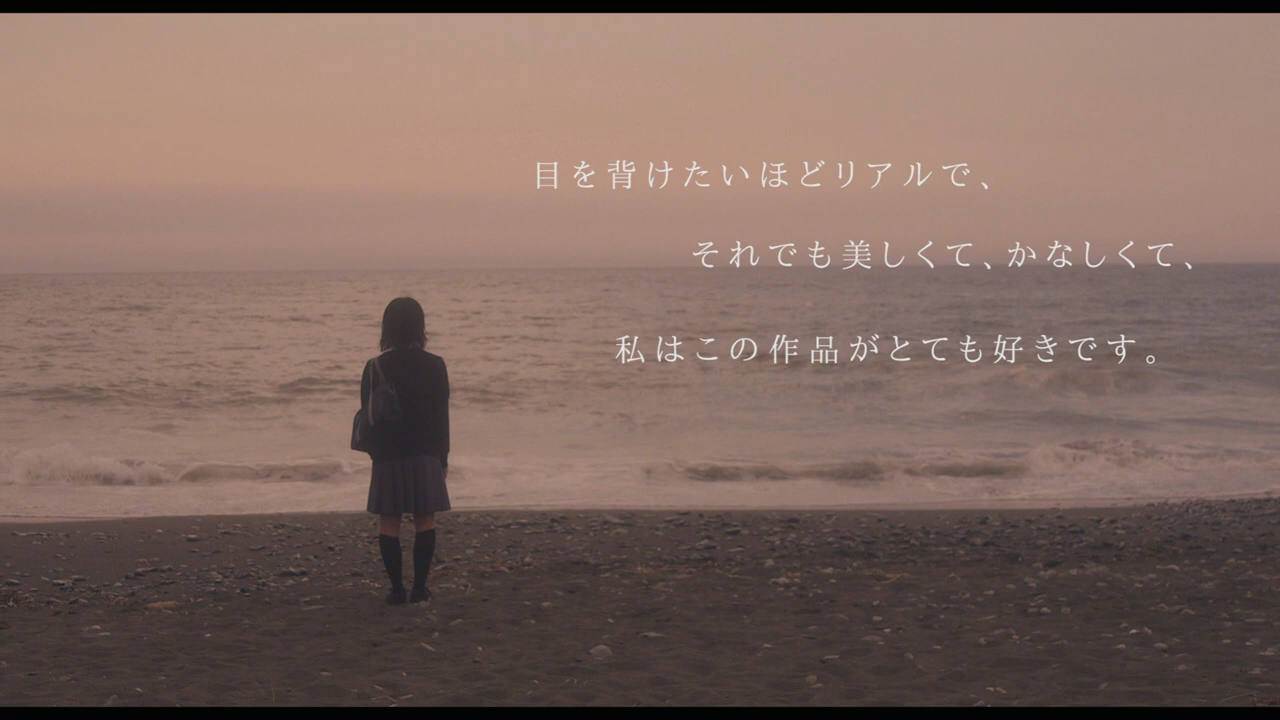 目を背けたいほどリアルで、
それでも美しくて、かなしくて、
私はこの作品がとても好きです。